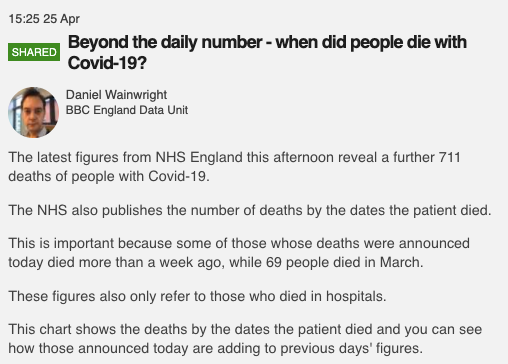 15:25 25 Apr
SHARED
Beyond the daily number - when did people die with
Covid-19?
Daniel Wainwright
BBC England Data Unit
The latest figures from NHS England this afternoon reveal a further 711
deaths of people with Covid-19.
The NHS also publishes the number of deaths by the dates the patient died.
This is important because some of those whose deaths were announced
today died more than a week ago, while 69 people died in March.
These figures also only refer to those who died in hospitals.
This chart shows the deaths by the dates the patient died and you can see
how those announced today are adding to previous days' figures.